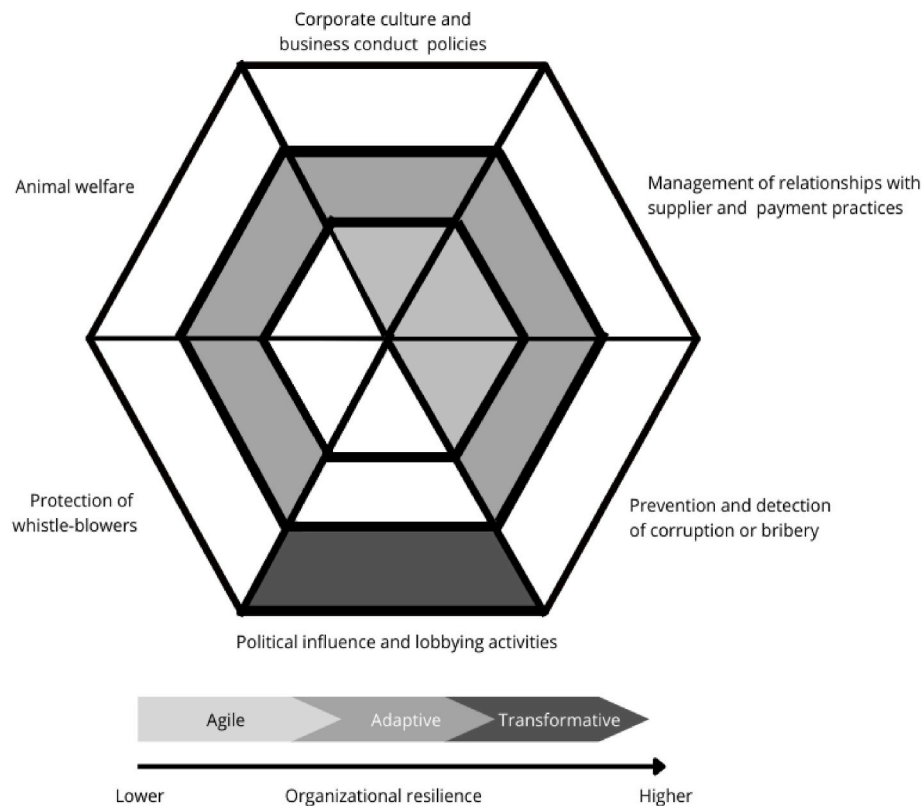 Corporate culture and
business conduct policies
Animal welfare
Management of relationships with
supplier and payment practices
Protection of
whistle-blowers
Prevention and detection
of corruption or bribery
Political influence and lobbying activities
Agile
Adaptive
Transformative
Lower
Organizational resilience
Higher